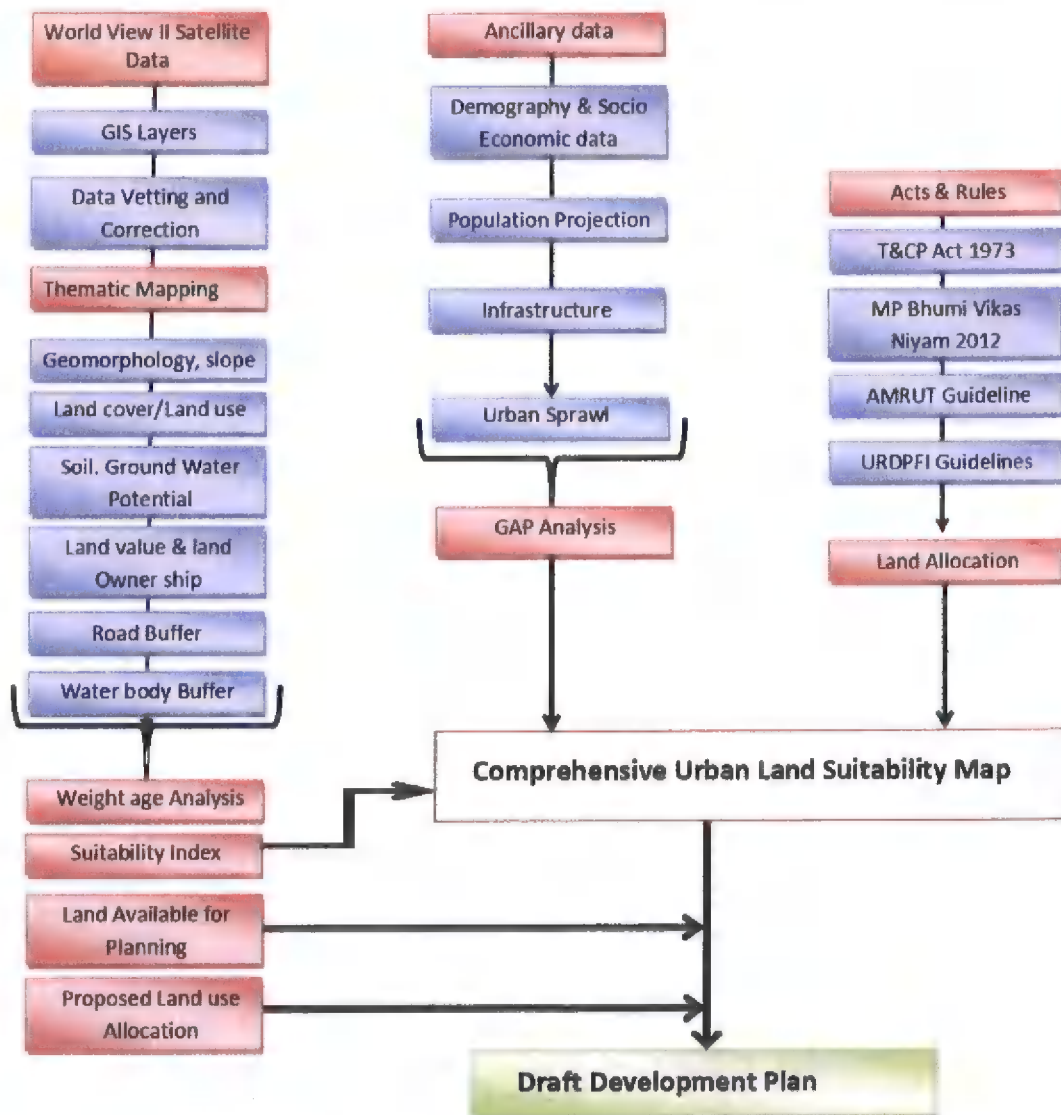 World View II Satellite
Data
GIS Layers
Data Vetting and
Correction
Thematic Mapping
Geomorphology, slope
Land cover/Land use
Soil. Ground Water
Potential
Land value & land
Owner ship
Road Buffer
Water body Buffer
Weight age Analysis
Suitability Index
Land Available for
Planning
Proposed Land use
Allocation
Ancillary data
Demography & Socio
Economic data
Population Projection
Infrastructure
Urban Sprawl
GAP Analysis
Acts & Rules
T&CP Act 1973
MP Bhumi Vikas
Niyam 2012
AMRUT Guideline
URDPFI Guidelines
Land Allocation
Comprehensive Urban Land Suitability Map
Draft Development Plan